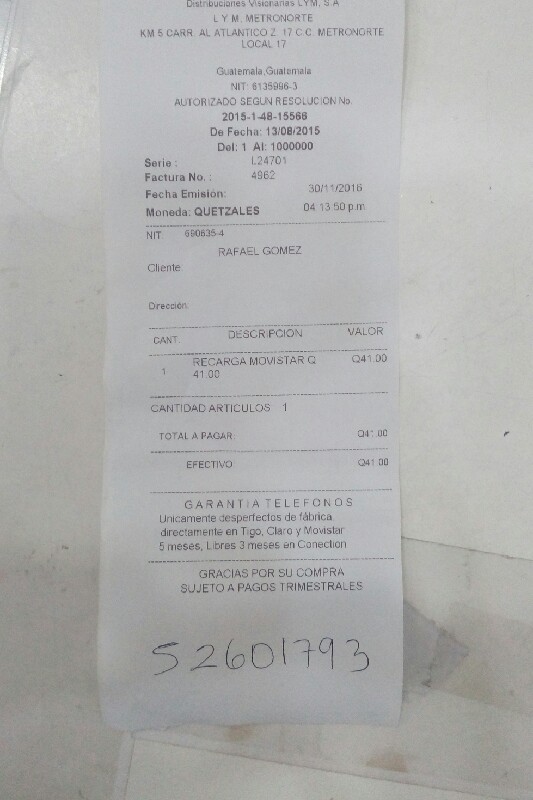 Distribuciones Visionarias LYM, S.A
L Y M, METRONORTE
KM 5 CARR. AL ATLANTICO Z. 17 C.C. METRONORTE
LOCAL 17
Guatemala,Guatemala
NIT: 6135996-3
AUTORIZADO SEGUN RESOLUCION No.
2015-1-48-15566
De Fecha: 13/08/2015
Del: 1 Al: 1000000
Serie : L24701
Factura No. : 4962
Fecha Emisión: 30/11/2016
Moneda: QUETZALES 04:13:50 p.m.
NIT: 690635-4
RAFAEL GOMEZ
Cliente
Dirección
CANT. DESCRIPCION VALOR
1 RECARGA MOVISTAR Q Q41.00
41.00
CANTIDAD ARTICULOS 1
TOTAL A PAGAR: Q41.00
EFECTIVO Q41.00
GARANTIA TELEFONOS
Unicamente desperfectos de fábrica
directamente en Tigo, Claro y Movistar
5 meses, Libres 3 meses en Conection
GRACIAS POR SU COMPRA
SUJETO A PAGOS TRIMESTRALES
52601793